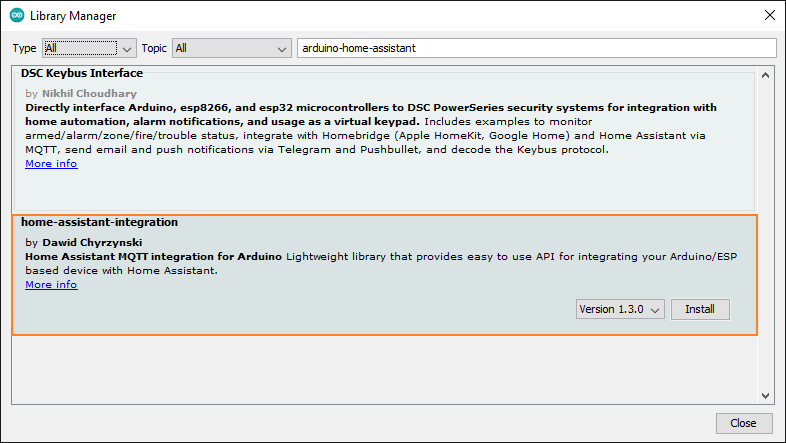 Library Manager
Type All Topic All arduino-home-assistant
DSC Keybus Interface
by Nikhil Choudhary
Directly interface Arduino, esp8266, and esp32 microcontrollers to DSC PowerSeries security systems for integration with
home automation, alarm notifications, and usage as a virtual keypad. Includes examples to monitor
armed/alarm/zone/fire/trouble status, integrate with Homebridge (Apple HomeKit, Google Home) and Home Assistant via
MQTT, send email and push notifications via Telegram and Pushbullet, and decode the Keybus protocol.
More info
home-assistant-integration
by Dawid Chyrzynski
Home Assistant MQTT integration for Arduino Lightweight library that provides easy to use API for integrating your Arduino/ESP
based device with Home Assistant.
More info
Version 1.3.0 Install
Close